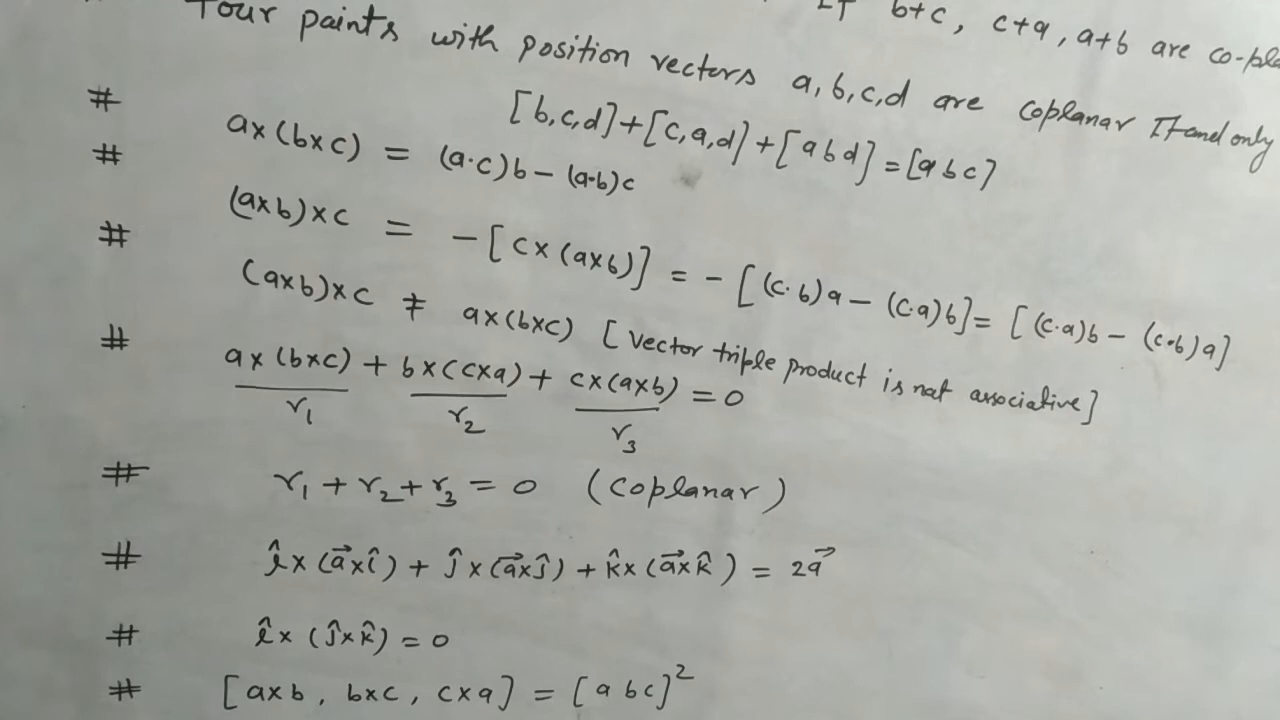 If b+c, c+a, a+b are co-pla
Four points with position vectors a, b, c, d are coplanar If and only
# [b,c,d]+[c,a,d]+[a b d]=[a b c]
# a×(b×c) = (a·c)b − (a·b)c
# (a×b)×c = −[c×(a×b)] = −[(c·b)a − (c·a)b] = [(c·a)b − (c·b)a]
(a×b)×c ≠ a×(b×c) [Vector triple product is not associative]
# a×(b×c) + b×(c×a) + c×(a×b) = 0
r₁ r₂ r₃
# r₁ + r₂ + r₃ = 0 (coplanar)
# î×(a⃗×î) + ĵ×(a⃗×ĵ) + k̂×(a⃗×k̂) = 2a⃗
# î×(ĵ×k̂) = 0
# [a×b, b×c, c×a] = [a b c]²